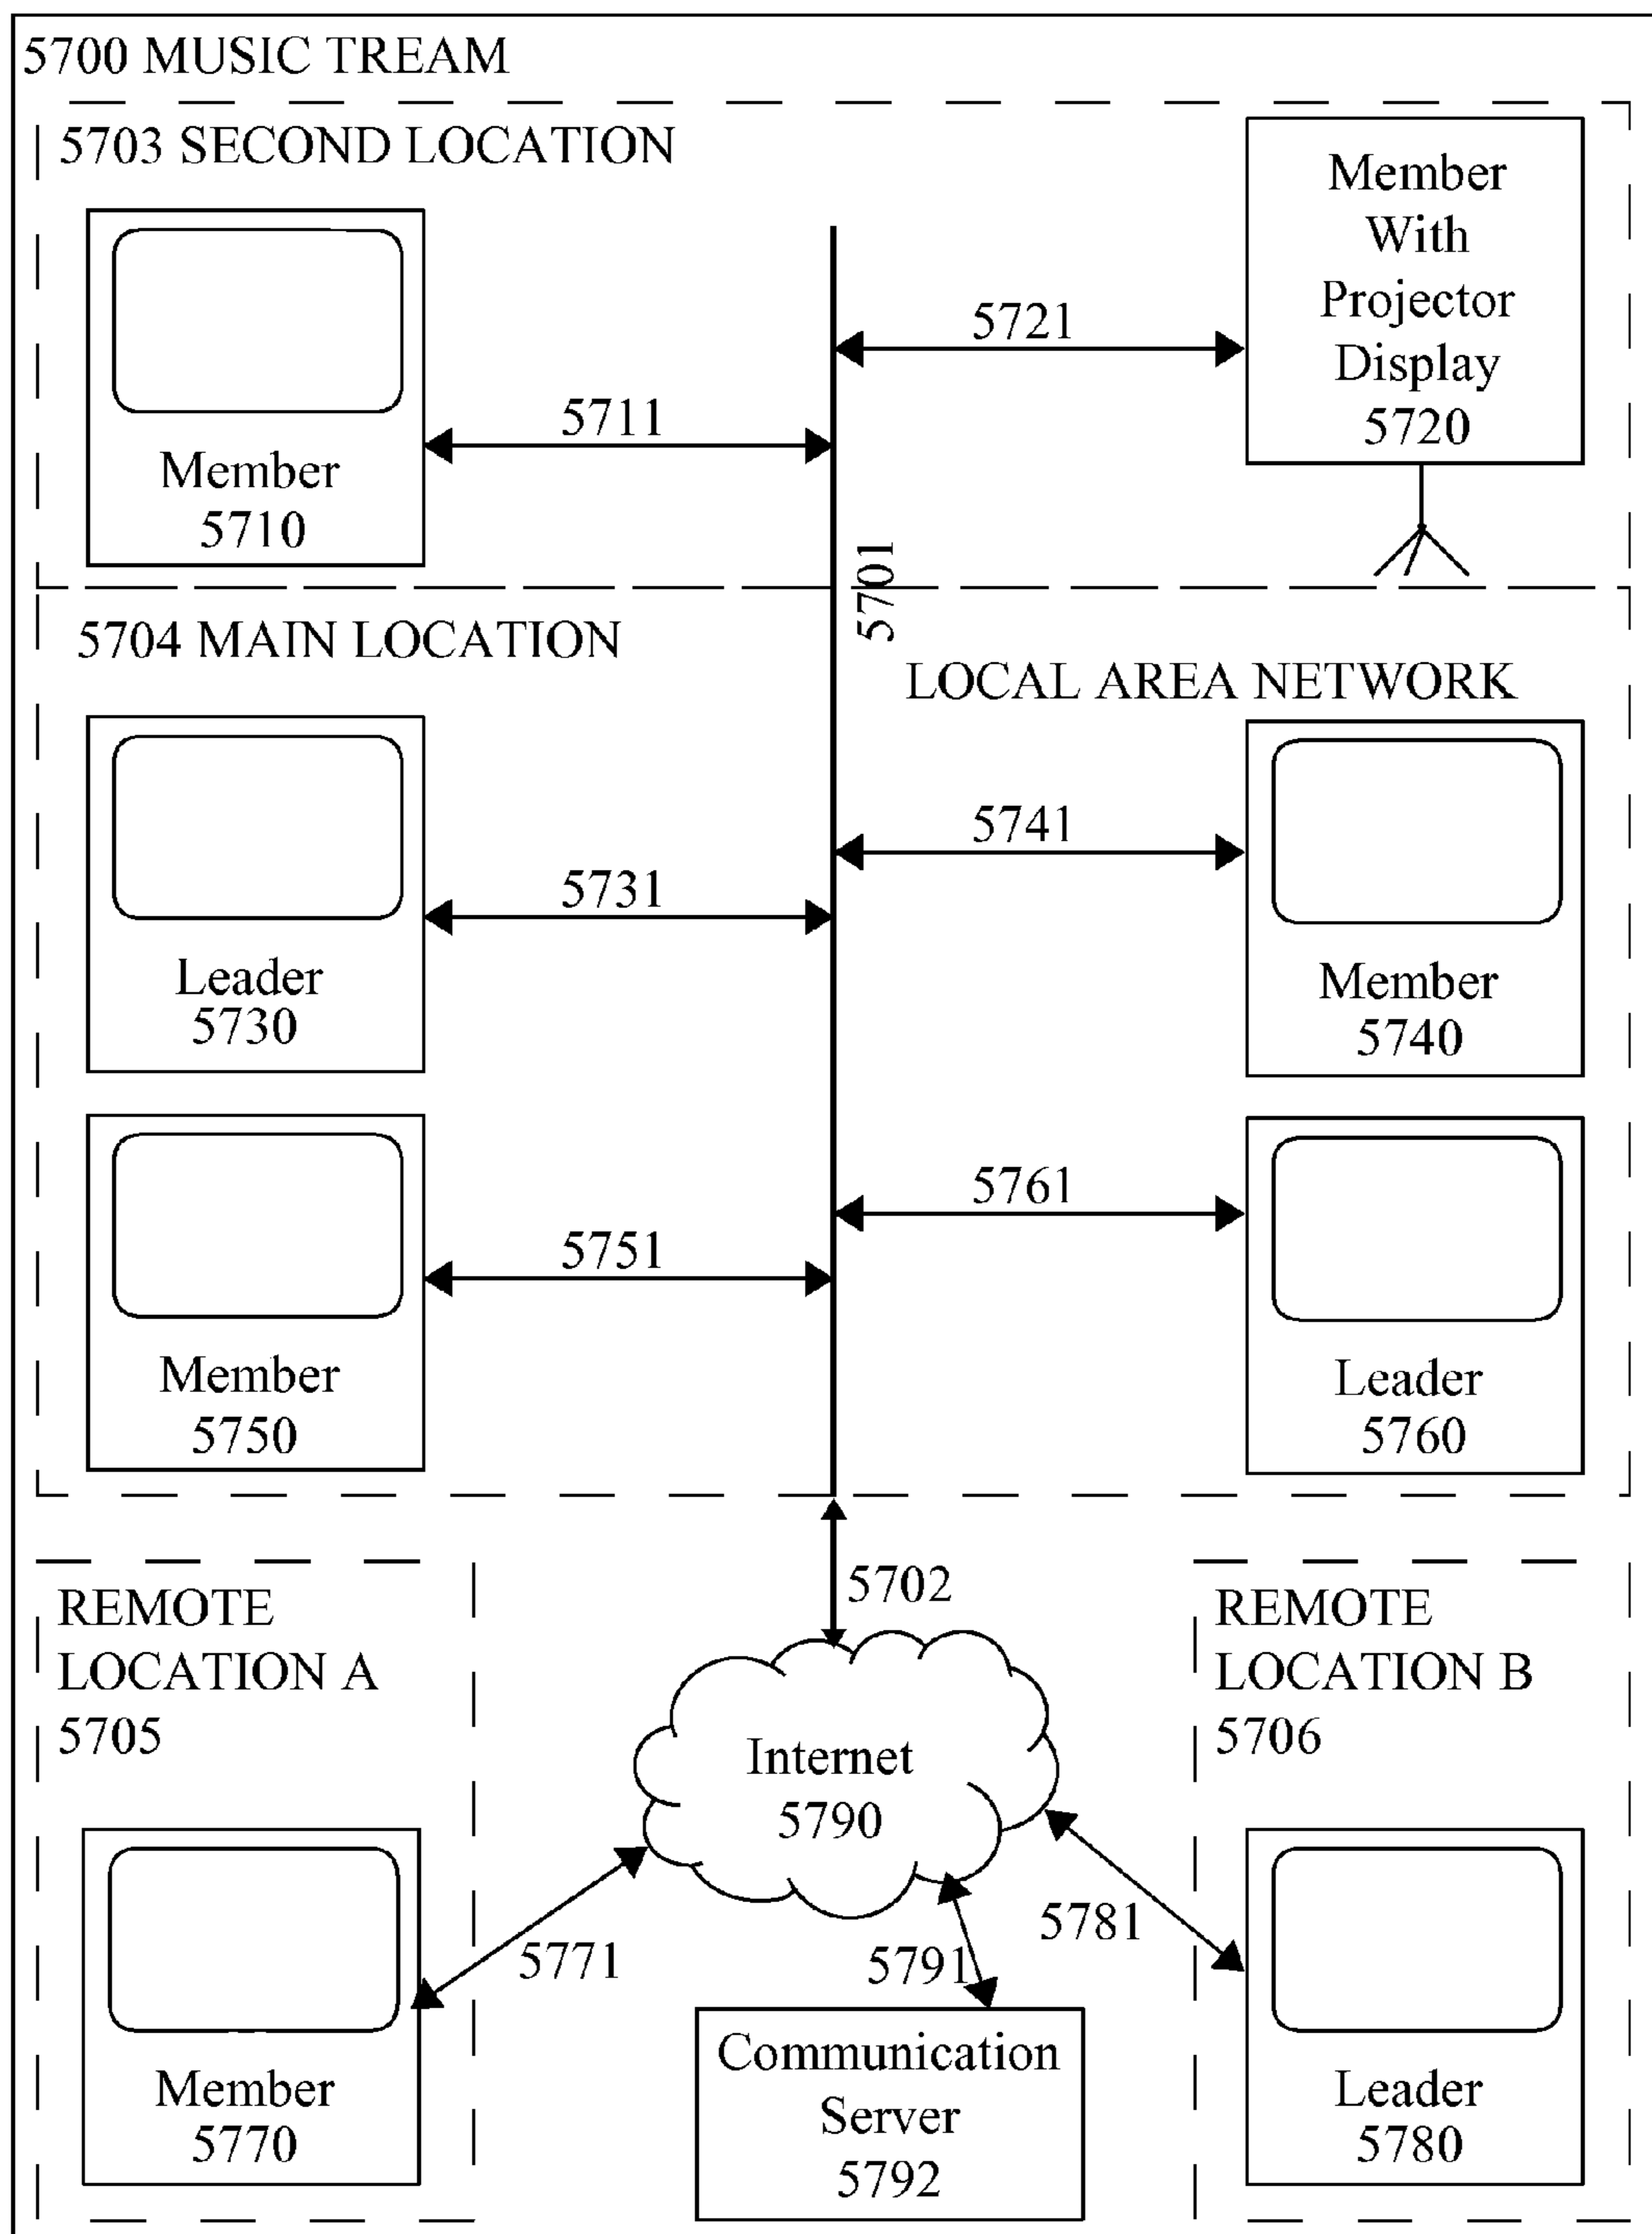 5700 MUSIC TREAM
5703 SECOND LOCATION
Member
5710
5711
5721
Member
With
Projector
Display
5720
5701
5704 MAIN LOCATION
LOCAL AREA NETWORK
Leader
5730
5731
5741
Member
5740
Member
5750
5751
5761
Leader
5760
5702
REMOTE
LOCATION A
5705
REMOTE
LOCATION B
5706
Internet
5790
Member
5770
5771
5791
5781
Communication
Server
5792
Leader
5780